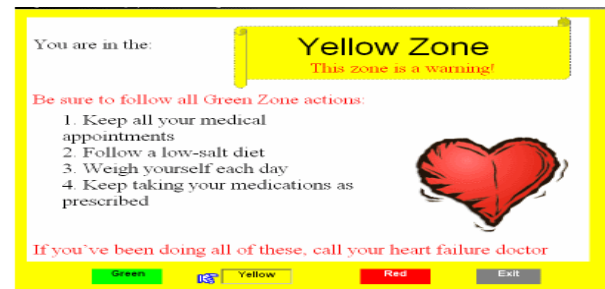 You are in the:
Yellow Zone
This zone is a warning!
Be sure to follow all Green Zone actions:
1. Keep all your medical
appointments
2. Follow a low-salt diet
3. Weigh yourself each day
4. Keep taking your medications as
prescribed
If you've been doing all of these, call your heart failure doctor
Green
Yellow
Red
Exit